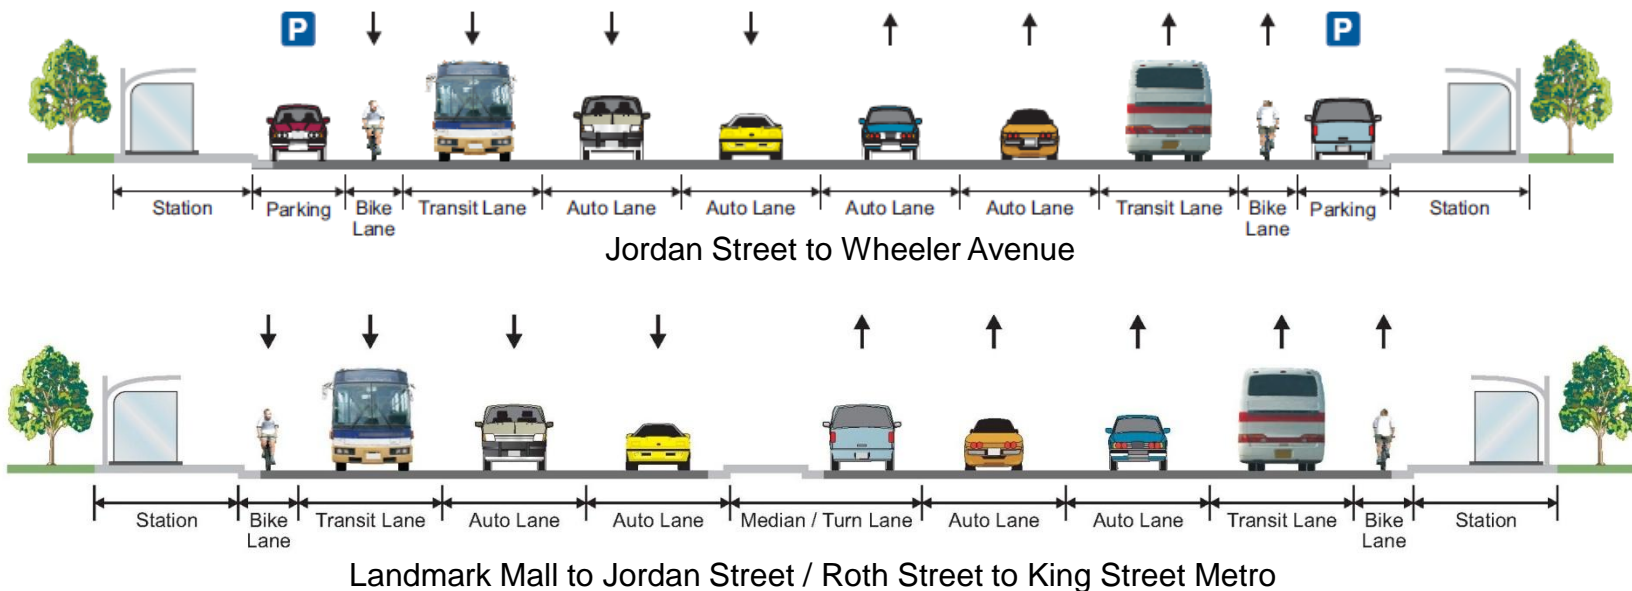 P P
Station Parking Bike Lane Transit Lane Auto Lane Auto Lane Auto Lane Auto Lane Transit Lane Bike Lane Parking Station
Jordan Street to Wheeler Avenue
Station Bike Lane Transit Lane Auto Lane Auto Lane Median / Turn Lane Auto Lane Auto Lane Transit Lane Bike Lane Station
Landmark Mall to Jordan Street / Roth Street to King Street Metro